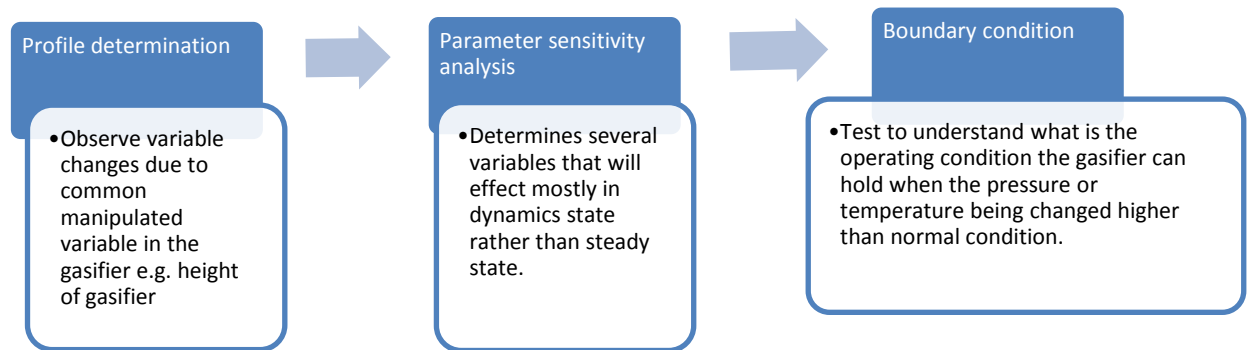 Profile determination
•Observe variable
changes due to
common
manipulated
variable in the
gasifier e.g. height
of gasifier
Parameter sensitivity
analysis
•Determines several
variables that will
effect mostly in
dynamics state
rather than steady
state.
Boundary condition
•Test to understand what is the
operating condition the gasifier can
hold when the pressure or
temperature being changed higher
than normal condition.